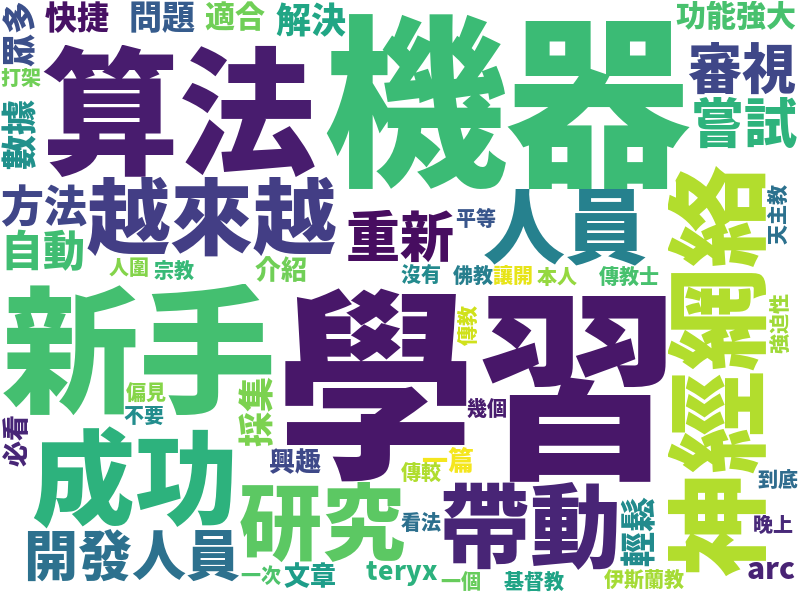 眾多
快捷
問題
適合
解決
功能強大
打架
算法
機器
審視
數據
嘗試
方法
越來越
重新
平等
人員
神經網絡
天主教
自動
人圍
宗教
介紹
沒有
佛教
讓開
本人
傳教士
新手
學習
傳教
強迫性
偏見
不要
採集
幾個
必看
成功
興趣
傳較
一篇
研究
看法
帶動
輕鬆
到底
晚上
開發人員
一次
文章
teryx
一個
基督教
伊斯蘭教
arc